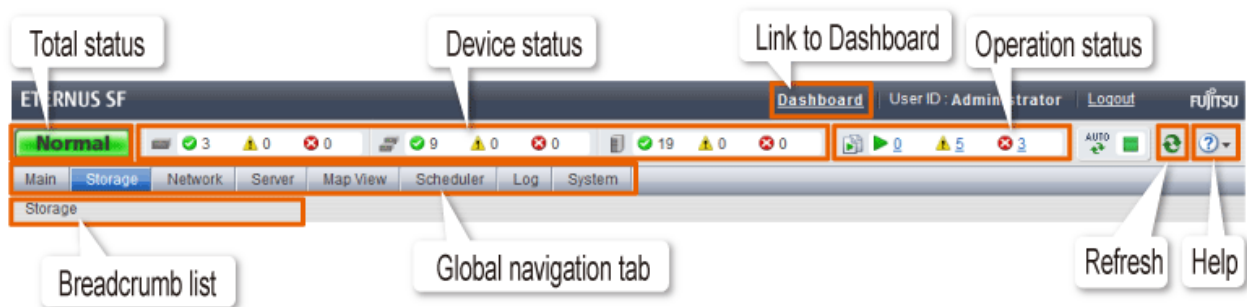 Total status
Device status
Link to Dashboard
Operation status
ETERNUS SF
Dashboard
User ID : Administrator
Logout
FUJITSU
Normal
3
0
0
9
0
0
19
0
0
0
5
3
AUTO
?
Main
Storage
Network
Server
Map View
Scheduler
Log
System
Storage
Breadcrumb list
Global navigation tab
Refresh
Help